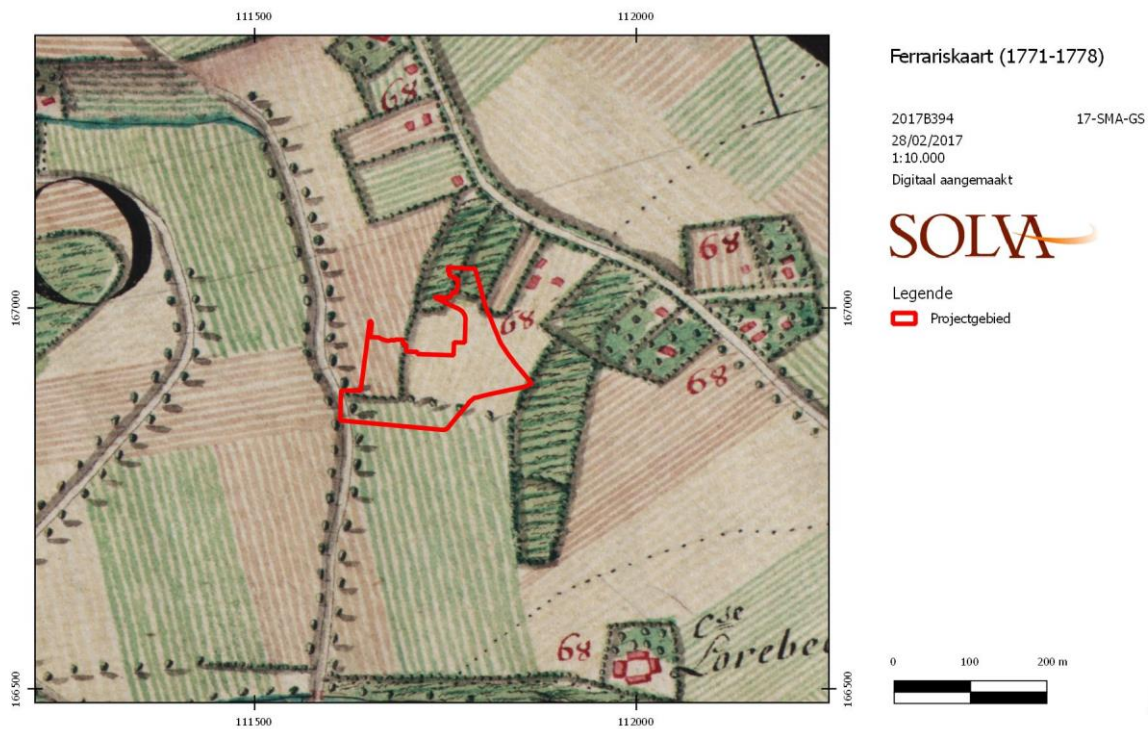 111500
112000
Ferrariskaart (1771-1778)
2017B394
17-SMA-GS
28/02/2017
1:10.000
Digitaal aangemaakt
SOLVA
Legende
Projectgebied
167000
167000
166500
166500
68
68
68
68
68
68
Cse
0
100
200 m
111500
112000